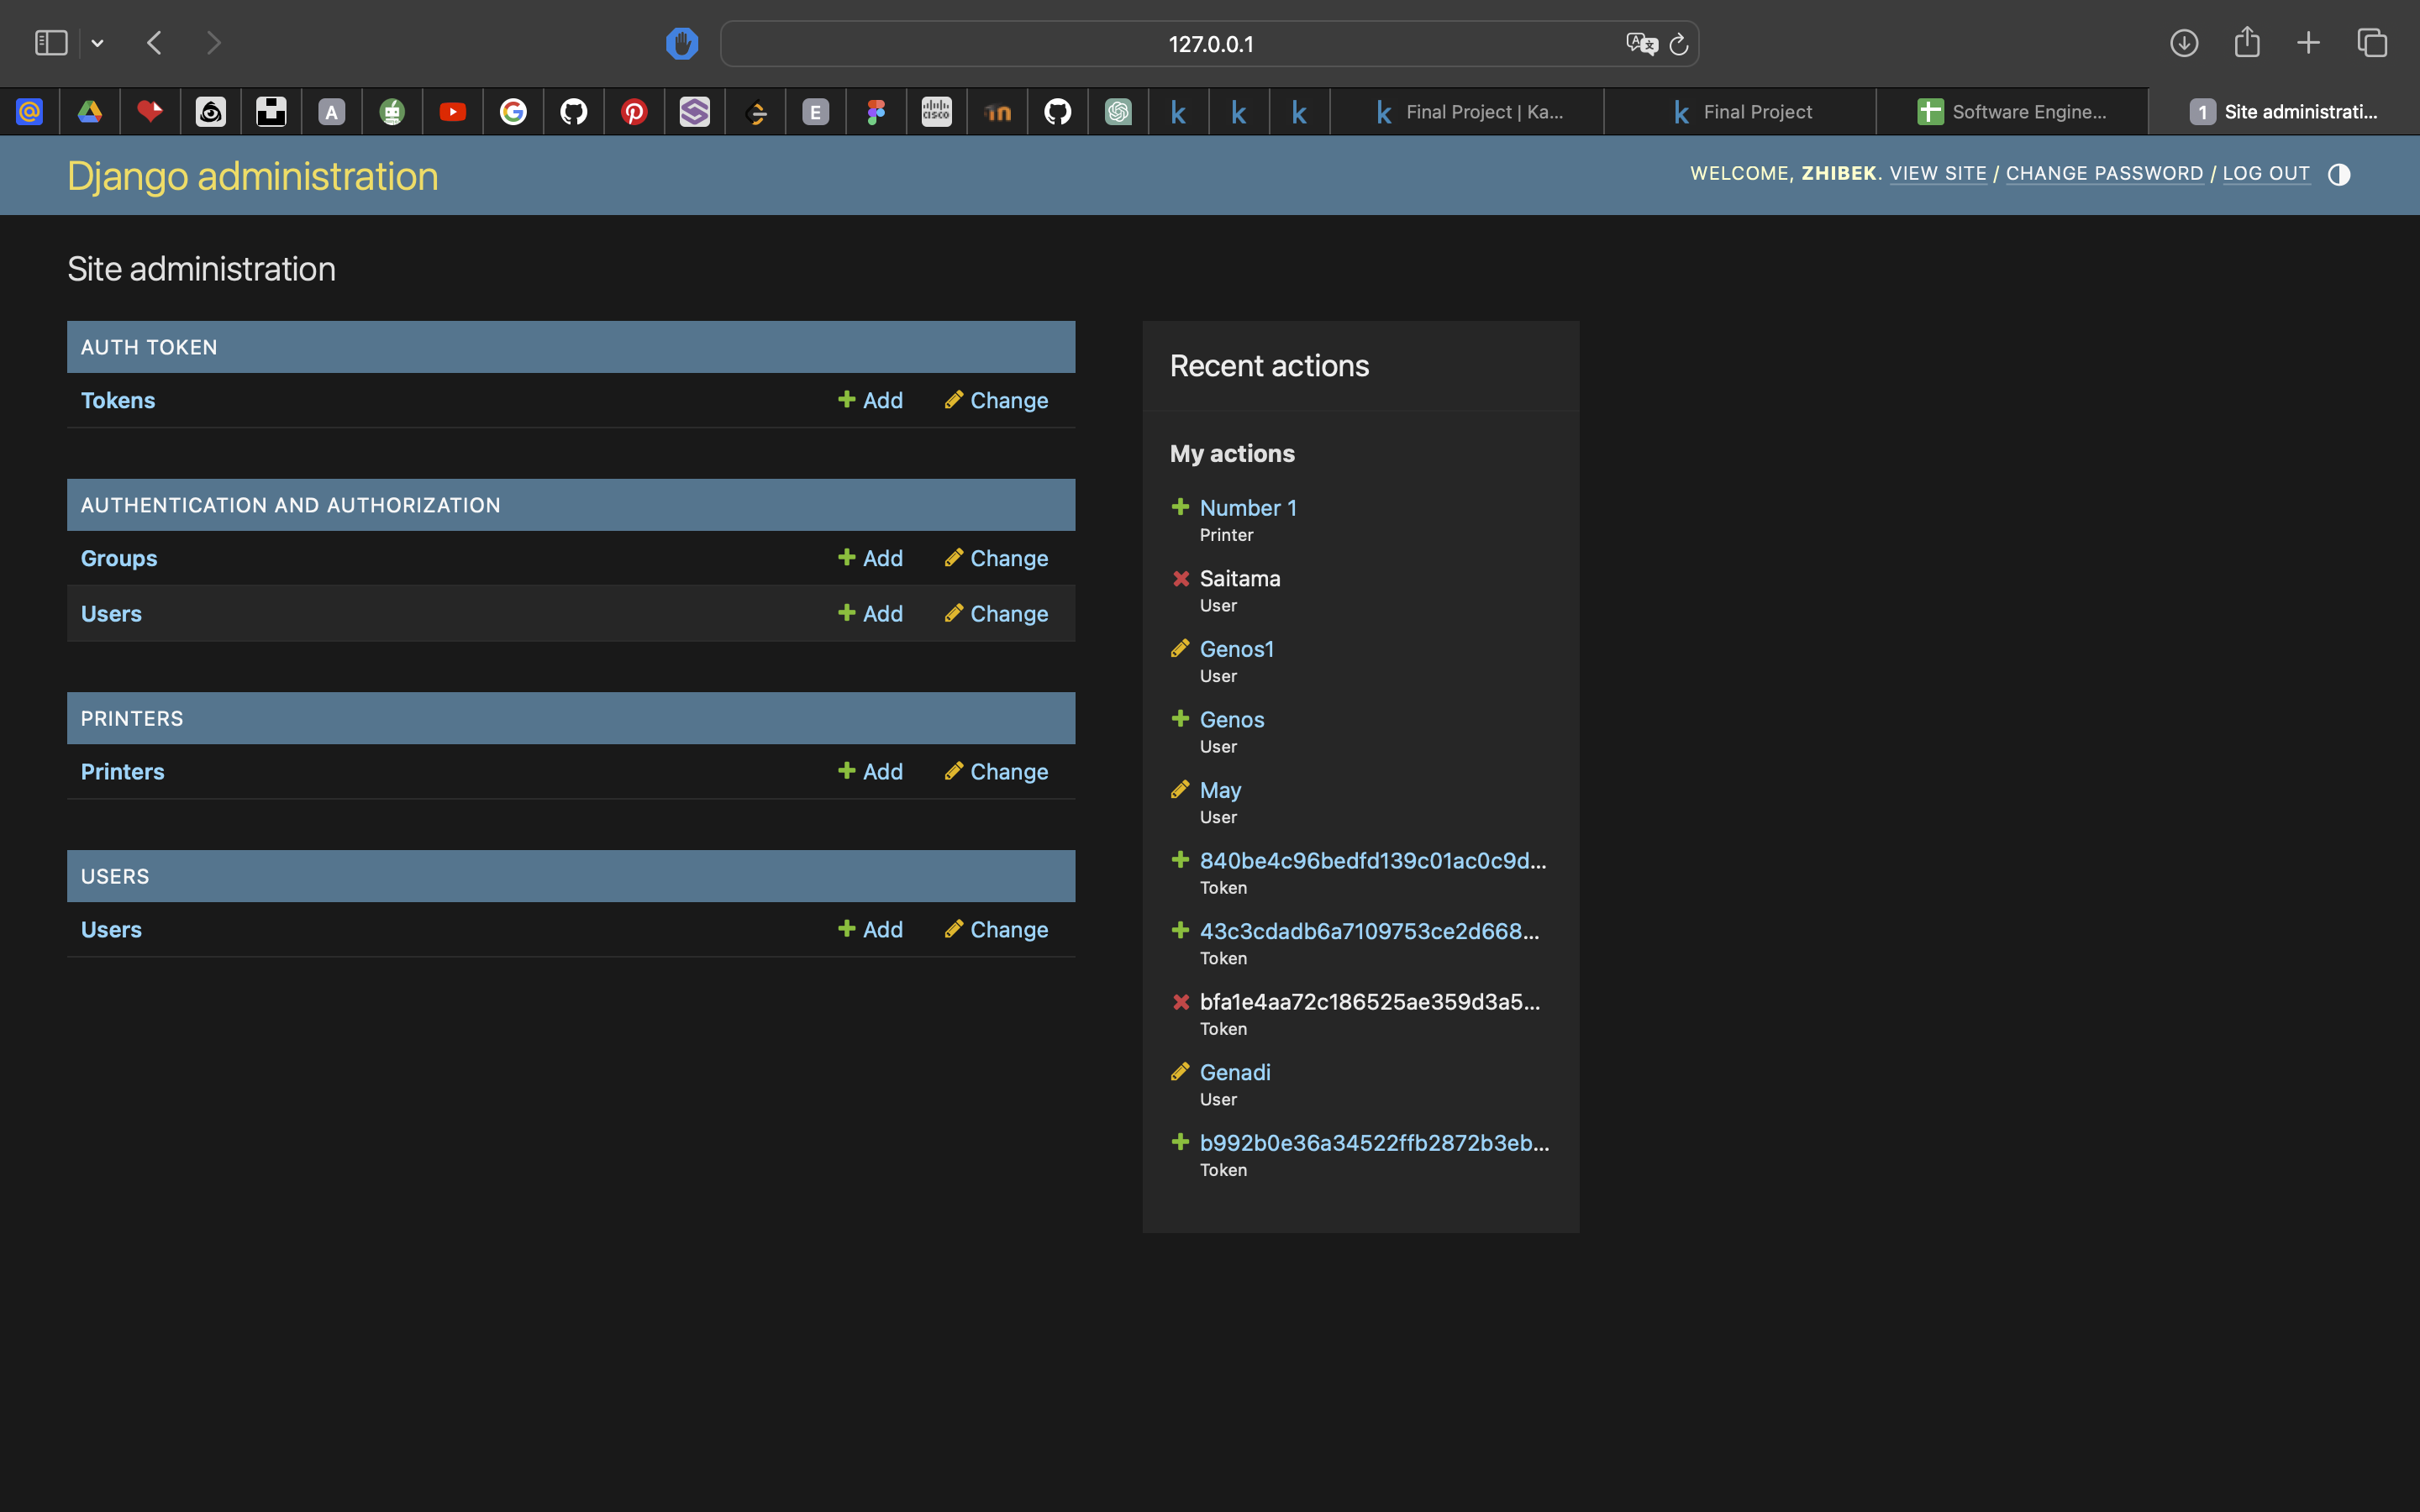 127.0.0.1
Final Project | Ka...
Final Project
Software Engine...
1 Site administrati...
Django administration
WELCOME, ZHIBEK. VIEW SITE / CHANGE PASSWORD / LOG OUT
Site administration
AUTH TOKEN
Tokens Add Change
AUTHENTICATION AND AUTHORIZATION
Groups Add Change
Users Add Change
PRINTERS
Printers Add Change
USERS
Users Add Change
Recent actions
My actions
Number 1
Printer
Saitama
User
Genos1
User
Genos
User
May
User
840be4c96bedfd139c01ac0c9d...
Token
43c3cdadb6a7109753ce2d668...
Token
bfa1e4aa72c186525ae359d3a5...
Token
Genadi
User
b992b0e36a34522ffb2872b3eb...
Token